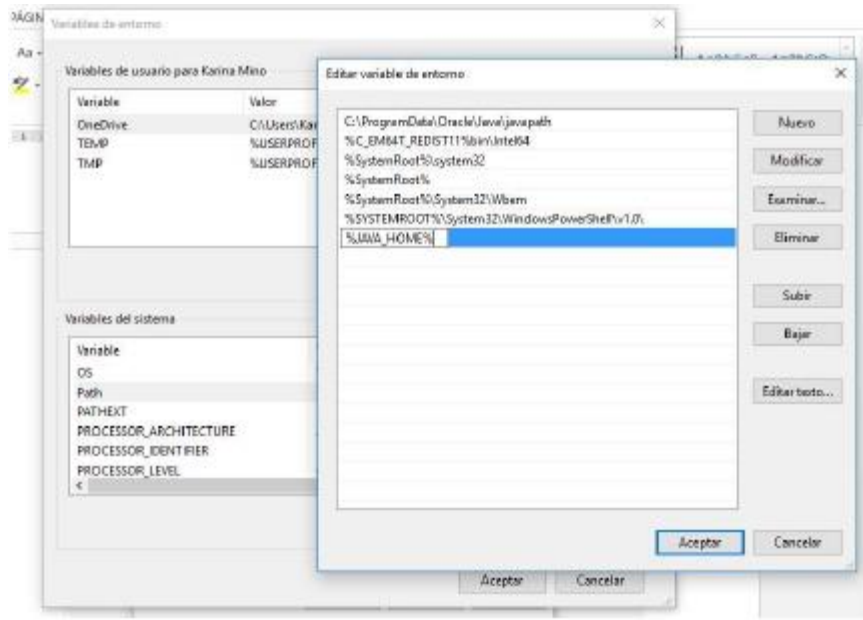 PÁGIN
Aa
Variables de entorno
Variables de usuario para Karina Mino
Variable Valor
OneDrive C:\Users\Kar
TEMP %USERPROF
TMP %USERPROF
Variables del sistema
Variable
OS
Path
PATHEXT
PROCESSOR_ARCHITECTURE
PROCESSOR_IDENTIFIER
PROCESSOR_LEVEL
Aceptar Cancelar
Editar variable de entorno
C:\ProgramData\Oracle\Java\javapath
%C_EM64T_REDIST11%bin\Intel64
%SystemRoot%\system32
%SystemRoot%
%SystemRoot%\System32\Wbem
%SYSTEMROOT%\System32\WindowsPowerShell\v1.0\
%JAVA_HOME%
Nuevo
Modificar
Examinar...
Eliminar
Subir
Bajar
Editar texto...
Aceptar Cancelar